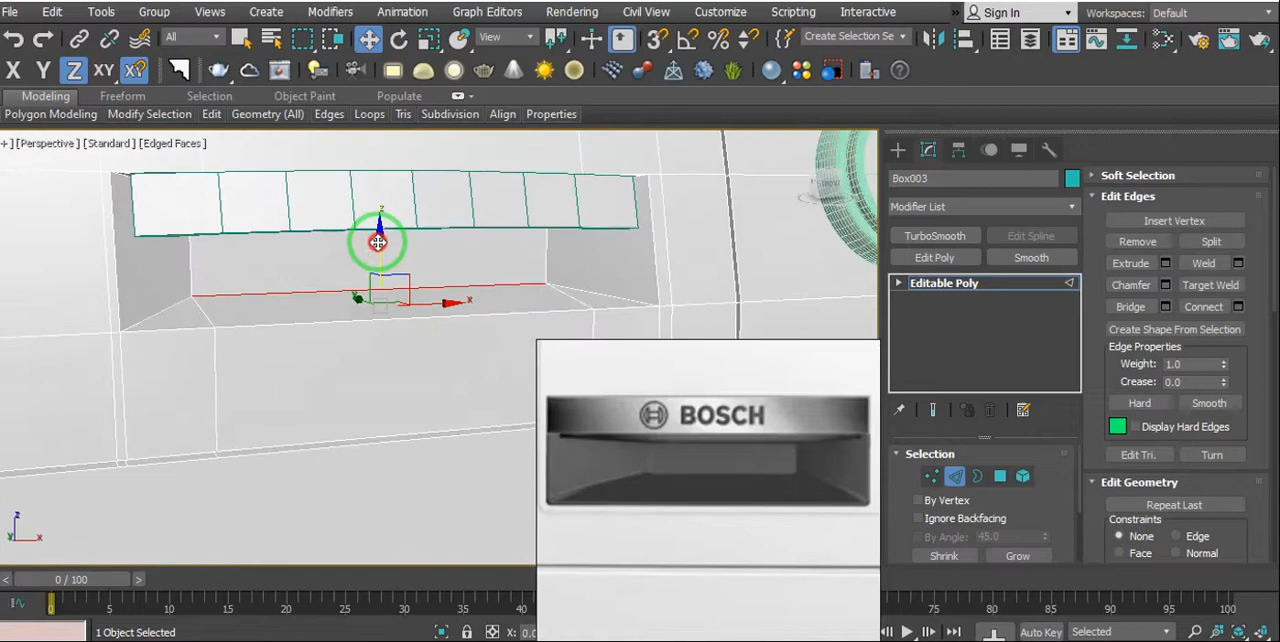 File Edit Tools Group Views Create Modifiers Animation Graph Editors Rendering Civil View Customize Scripting Interactive » Sign In Workspaces: Default
All View Create Selection Se
X Y Z XY XY
Modeling Freeform Selection Object Paint Populate
Polygon Modeling Modify Selection Edit Geometry (All) Edges Loops Tris Subdivision Align Properties
+ ] [Perspective ] [Standard ] [Edged Faces ]
Box003
Modifier List
TurboSmooth Edit Spline
Edit Poly Smooth
Editable Poly
Selection
By Vertex
Ignore Backfacing
By Angle: 45.0
Shrink Grow
Soft Selection
Edit Edges
Insert Vertex
Remove Split
Extrude Weld
Chamfer Target Weld
Bridge Connect
Create Shape From Selection
Edge Properties
Weight: 1.0
Crease: 0.0
Hard Smooth
Display Hard Edges
Edit Tri. Turn
Edit Geometry
Repeat Last
Constraints
None Edge
Face Normal
z
x
y
BOSCH
z
y x
< 0 / 100 >
0 5 10 15 20 25 30 35 40 75 80 85 90 95 100
1 Object Selected X: 0.0 Auto Key Selected